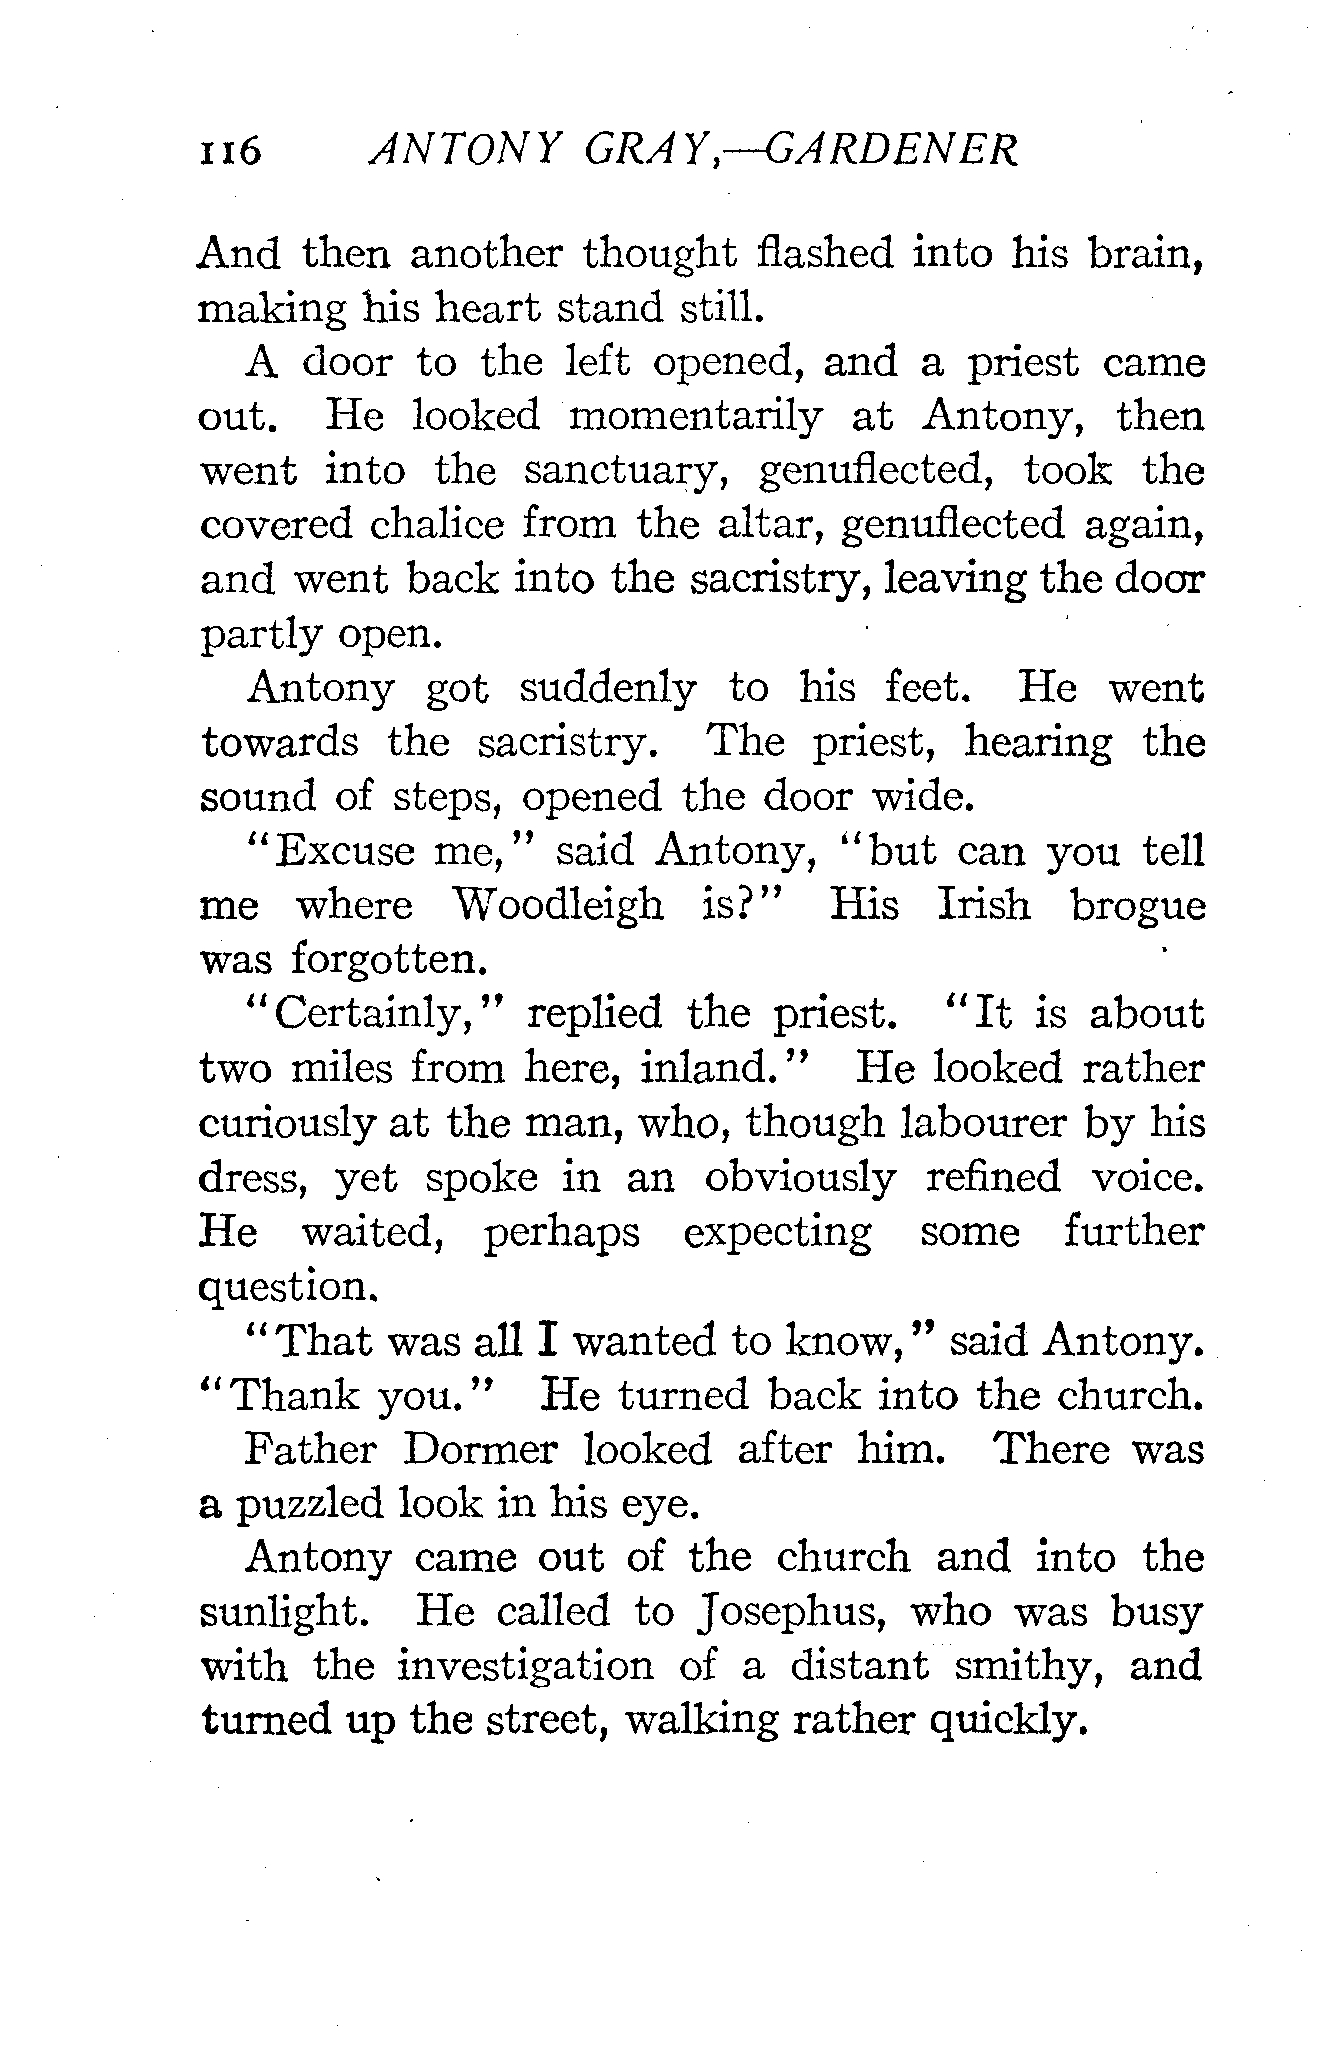 116 ANTONY GRAY,—GARDENER
And then another thought flashed into his brain,
making his heart stand still.
A door to the left opened, and a priest came
out. He looked momentarily at Antony, then
went into the sanctuary, genuflected, took the
covered chalice from the altar, genuflected again,
and went back into the sacristry, leaving the door
partly open.
Antony got suddenly to his feet. He went
towards the sacristry. The priest, hearing the
sound of steps, opened the door wide.
"Excuse me," said Antony, "but can you tell
me where Woodleigh is?" His Irish brogue
was forgotten.
"Certainly," replied the priest. "It is about
two miles from here, inland." He looked rather
curiously at the man, who, though labourer by his
dress, yet spoke in an obviously refined voice.
He waited, perhaps expecting some further
question.
"That was all I wanted to know," said Antony.
"Thank you." He turned back into the church.
Father Dormer looked after him. There was
a puzzled look in his eye.
Antony came out of the church and into the
sunlight. He called to Josephus, who was busy
with the investigation of a distant smithy, and
turned up the street, walking rather quickly.